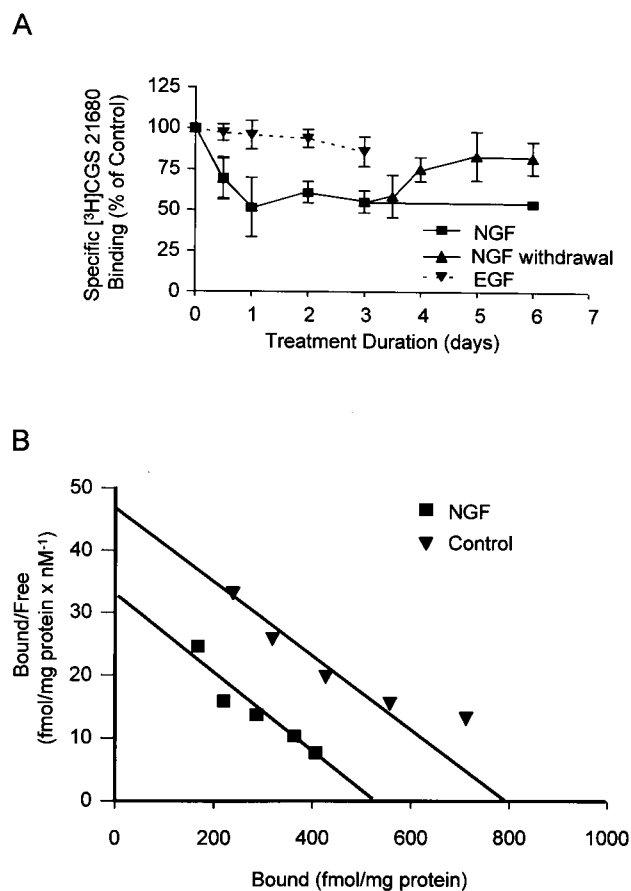 A
Specific [³H]CGS 21680
Binding (% of Control)
125
100
75
50
25
0
0 1 2 3 4 5 6 7
Treatment Duration (days)
NGF
NGF withdrawal
EGF
B
Bound/Free
(fmol/mg protein x nM⁻¹)
50
40
30
20
10
0
0 200 400 600 800 1000
Bound (fmol/mg protein)
NGF
Control